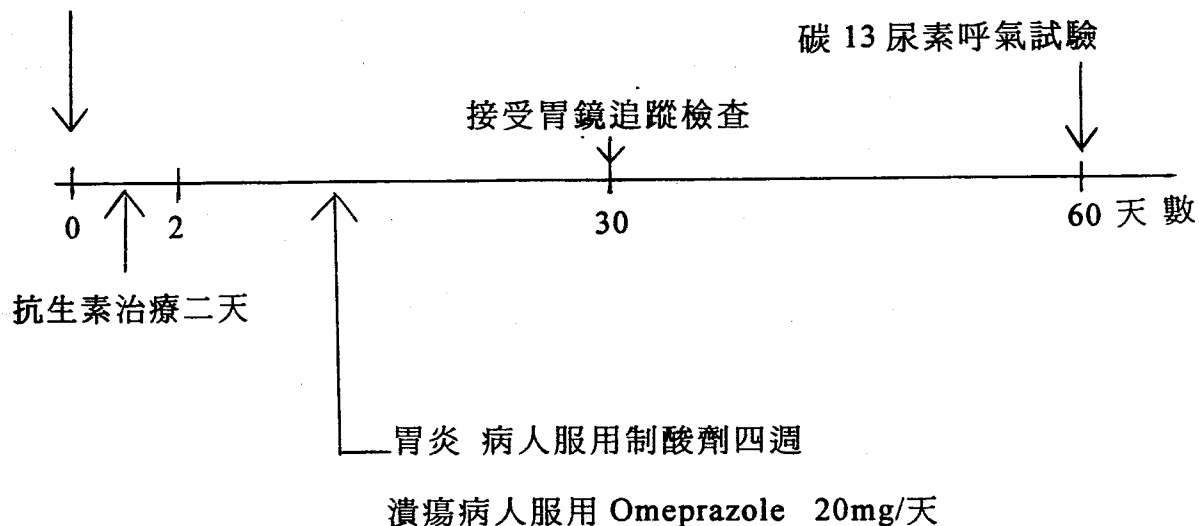 碳 13 尿素呼氣試驗
接受胃鏡追蹤檢查
0 2 30 60 天 數
抗生素治療二天
胃炎 病人服用制酸劑四週
潰瘍病人服用 Omeprazole 20mg/天